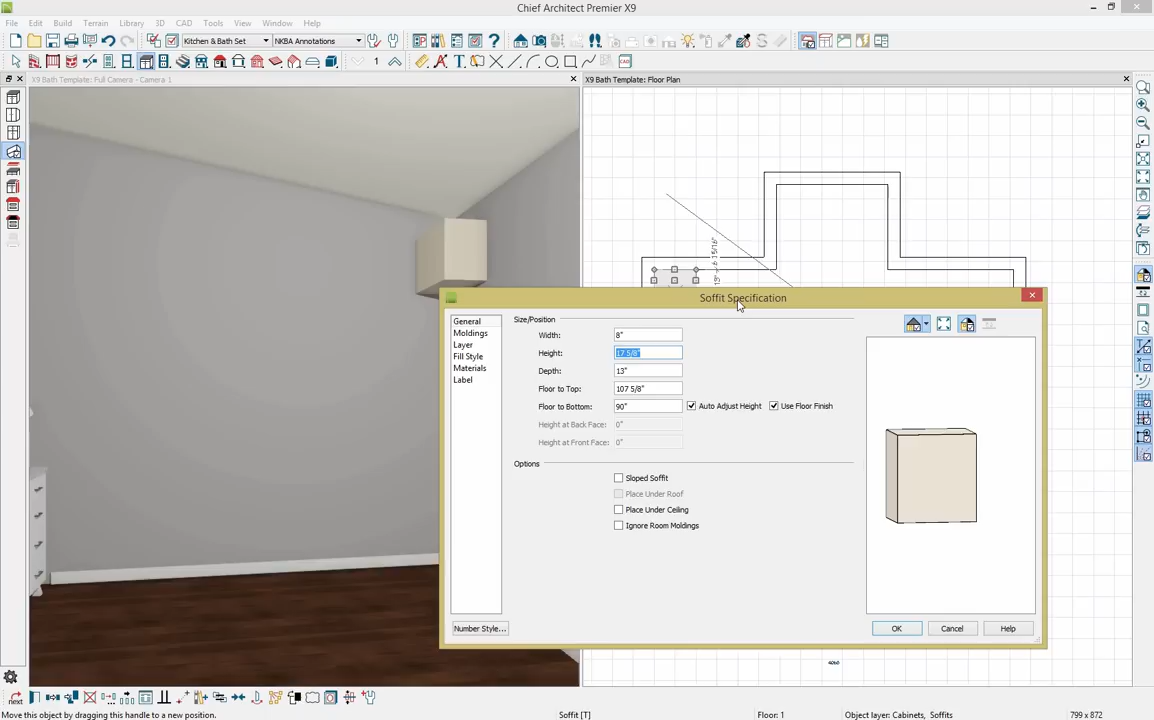 Chief Architect Premier X9
File Edit Build Terrain Library 3D CAD Tools View Window Help
Kitchen & Bath Set NKBA Annotations
1
X9 Bath Template: Full Camera - Camera 1
X9 Bath Template: Floor Plan
Soffit Specification
General
Moldings
Layer
Fill Style
Materials
Label
Size/Position
Width: 8"
Height: 17 5/8"
Depth: 13"
Floor to Top: 107 5/8"
Floor to Bottom: 90" Auto Adjust Height Use Floor Finish
Height at Back Face: 0"
Height at Front Face: 0"
Options
Sloped Soffit
Place Under Roof
Place Under Ceiling
Ignore Room Moldings
Number Style... OK Cancel Help
next
Move this object by dragging this handle to a new position. Soffit [T] Floor: 1 Object layer: Cabinets, Soffits 799 x 872